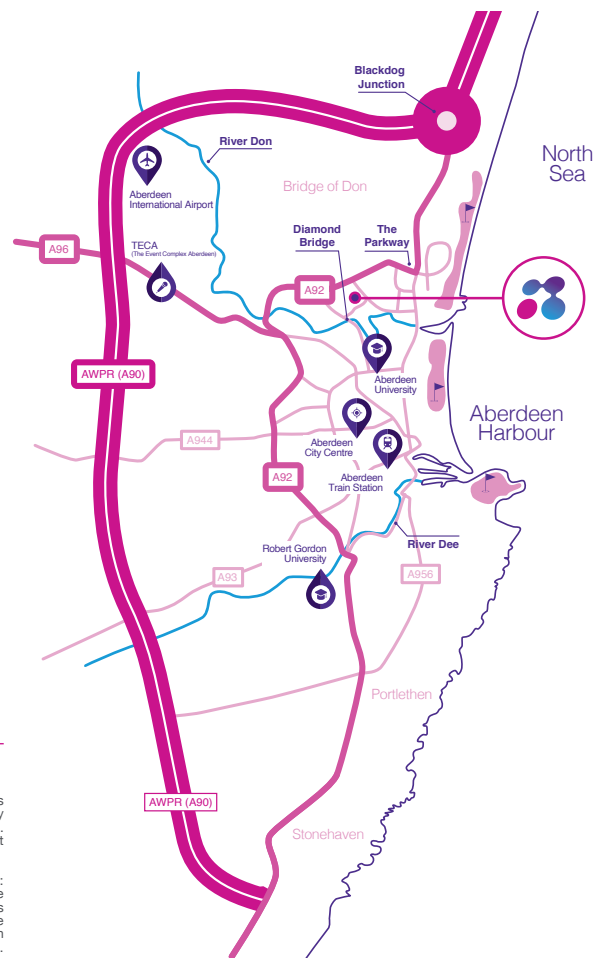 Blackdog
Junction
River Don
North
Sea
Aberdeen
International Airport
Bridge of Don
TECA
(The Event Complex Aberdeen)
Diamond
Bridge
The
Parkway
A96
A92
AWPR (A90)
Aberdeen
University
Aberdeen
Harbour
A944
Aberdeen
City Centre
Aberdeen
Train Station
A92
River Dee
Robert Gordon
University
A93
A956
Portlethen
AWPR (A90)
Stonehaven
s
y
.
t
:
e
s
e
n
.